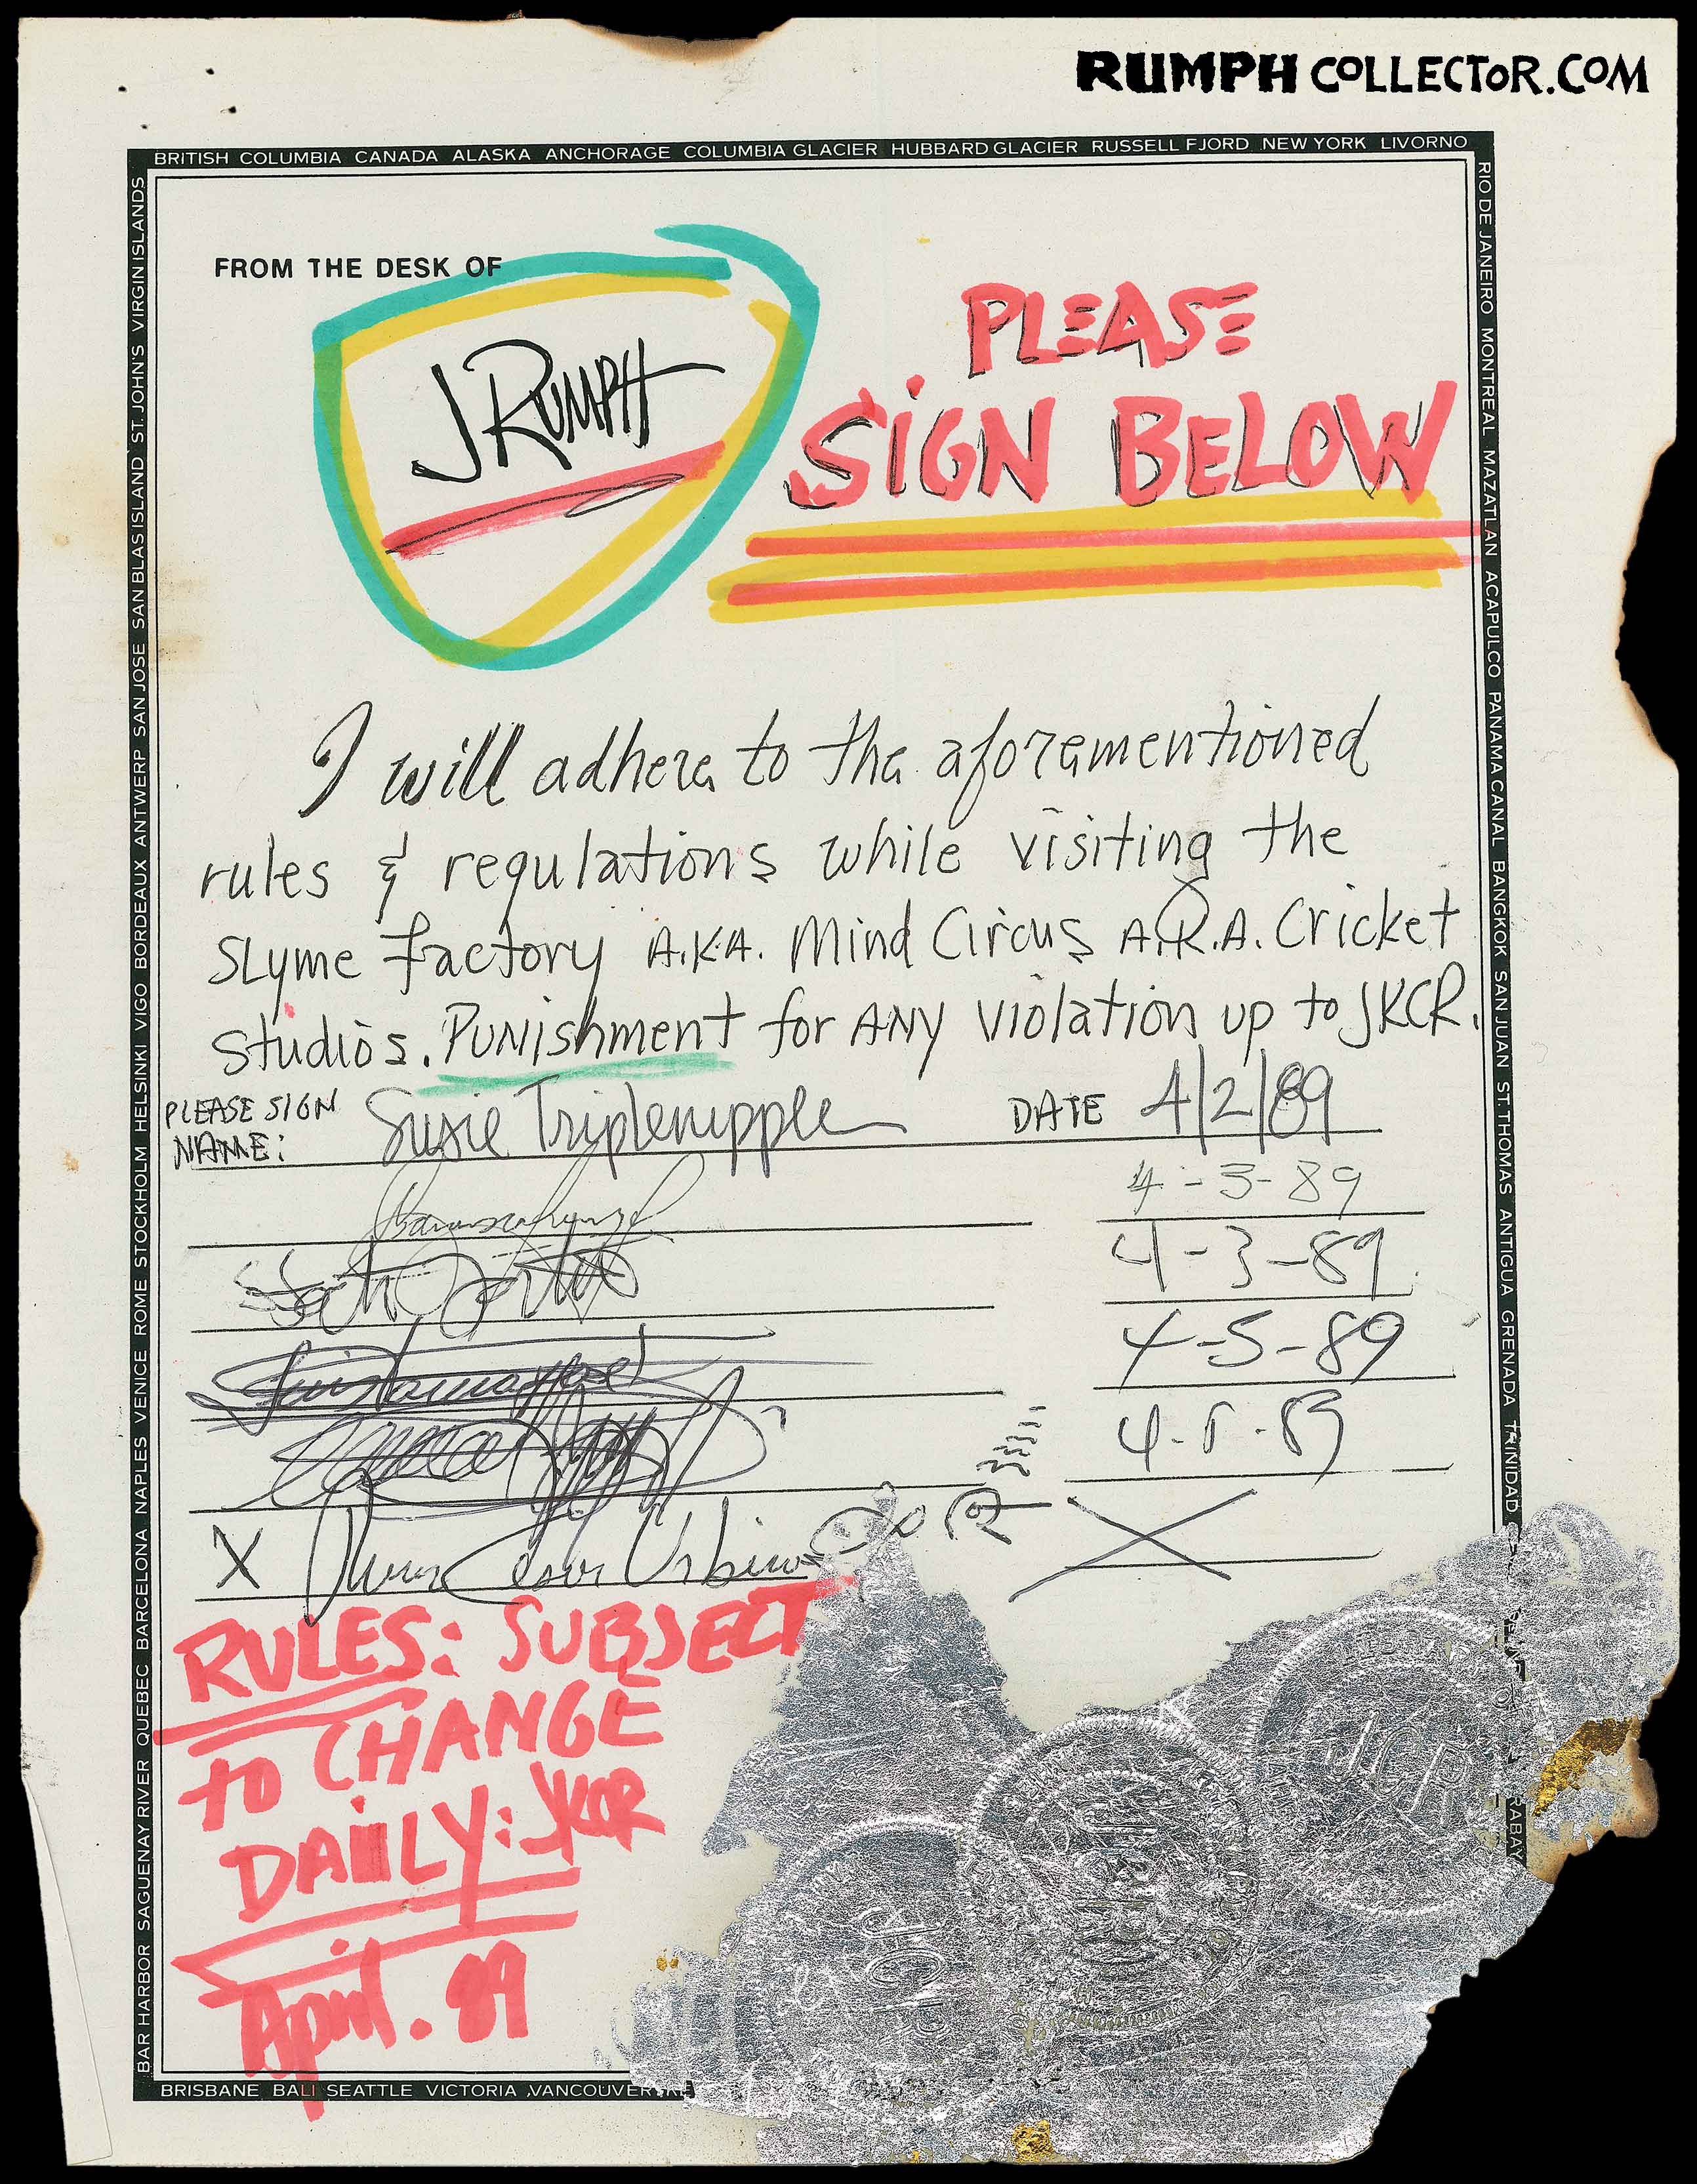 RUMPH COLLECTOR.COM
BRITISH COLUMBIA CANADA ALASKA ANCHORAGE COLUMBIA GLACIER HUBBARD GLACIER RUSSELL FJORD NEW YORK LIVORNO
RIO DE JANEIRO MONTREAL MAZATLAN ACAPULCO PANAMA CANAL BANGKOK SAN JUAN ST. THOMAS ANTIGUA GRENADA TRINIDAD
FROM THE DESK OF
J RUMPH
PLEASE
SIGN BELOW
I will adhere to the aforementioned
rules & regulations while visiting the
SLyme factory A.K.A. Mind Circus A.K.A. Cricket
Studios. Punishment for ANY violation up to JKCR.
PLEASE SIGN
NAME:
Susie Triplenipple
DATE 4/2/89
4-3-89
4-3-89
4-5-89
X
X
RULES: SUBJECT
to CHANGE
DAILY: JKCR
April. 89
JCR
BAR HARBOR SAGUENAY RIVER QUEBEC BARCELONA NAPLES VENICE ROME STOCKHOLM HELSINKI VIGO BORDEAUX ANTWERP SAN JOSE SAN BLAS ISLAND ST. JOHN'S VIRGIN ISLANDS
BRISBANE BALI SEATTLE VICTORIA ,VANCOUVER